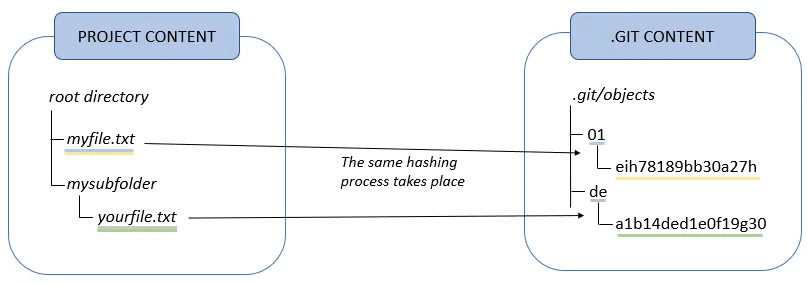 PROJECT CONTENT
.GIT CONTENT
root directory
myfile.txt
mysubfolder
yourfile.txt
The same hashing
process takes place
.git/objects
01
eih78189bb30a27h
de
a1b14ded1e0f19g30